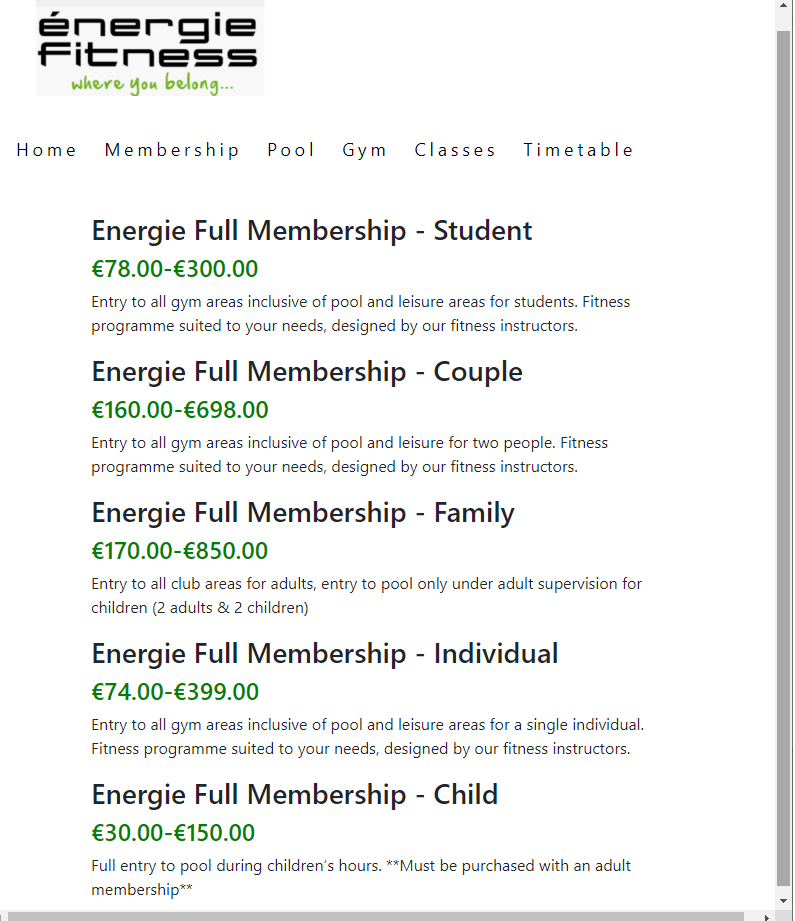 énergie
Fitness
where you belong...
Home Membership Pool Gym Classes Timetable
Energie Full Membership - Student
€78.00-€300.00
Entry to all gym areas inclusive of pool and leisure areas for students. Fitness
programme suited to your needs, designed by our fitness instructors.
Energie Full Membership - Couple
€160.00-€698.00
Entry to all gym areas inclusive of pool and leisure for two people. Fitness
programme suited to your needs, designed by our fitness instructors.
Energie Full Membership - Family
€170.00-€850.00
Entry to all club areas for adults, entry to pool only under adult supervision for
children (2 adults & 2 children)
Energie Full Membership - Individual
€74.00-€399.00
Entry to all gym areas inclusive of pool and leisure areas for a single individual.
Fitness programme suited to your needs, designed by our fitness instructors.
Energie Full Membership - Child
€30.00-€150.00
Full entry to pool during children’s hours. **Must be purchased with an adult
membership**